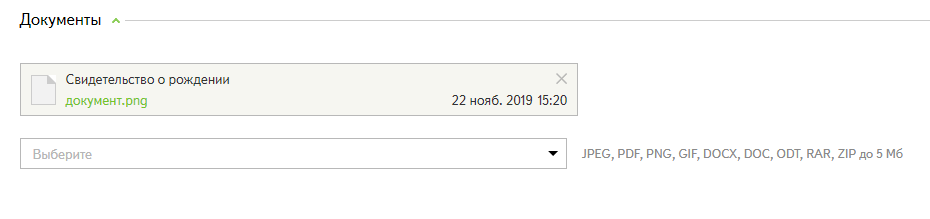 Документы
Свидетельство о рождении
документ.png
22 нояб. 2019 15:20
Выберите
JPEG, PDF, PNG, GIF, DOCX, DOC, ODT, RAR, ZIP до 5 Мб